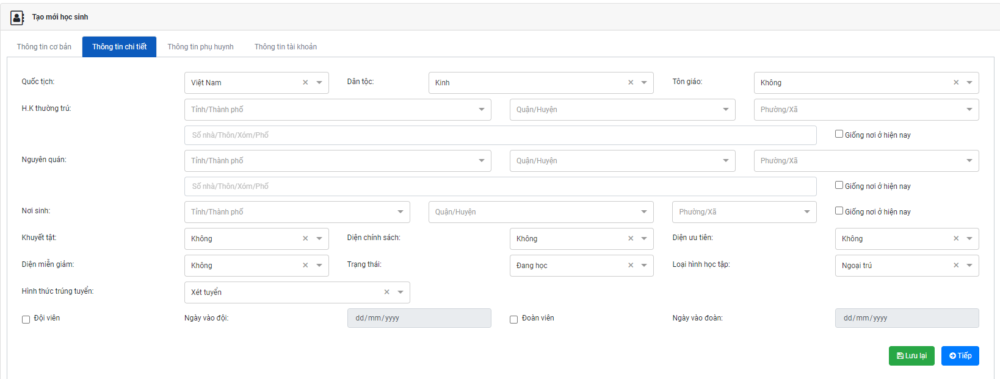 Tạo mới học sinh
Thông tin cơ bản Thông tin chi tiết Thông tin phụ huynh Thông tin tài khoản
Quốc tịch: Việt Nam Dân tộc: Kinh Tôn giáo: Không
H.K thường trú: Tỉnh/Thành phố Quận/Huyện Phường/Xã
Số nhà/Thôn/Xóm/Phố Giống nơi ở hiện nay
Nguyên quán: Tỉnh/Thành phố Quận/Huyện Phường/Xã
Số nhà/Thôn/Xóm/Phố Giống nơi ở hiện nay
Nơi sinh: Tỉnh/Thành phố Quận/Huyện Phường/Xã Giống nơi ở hiện nay
Khuyết tật: Không Diện chính sách: Không Diện ưu tiên: Không
Diện miễn giảm: Không Trạng thái: Đang học Loại hình học tập: Ngoại trú
Hình thức trúng tuyển: Xét tuyển
Đội viên Ngày vào đội: dd/mm/yyyy Đoàn viên Ngày vào đoàn: dd/mm/yyyy
Lưu lại Tiếp